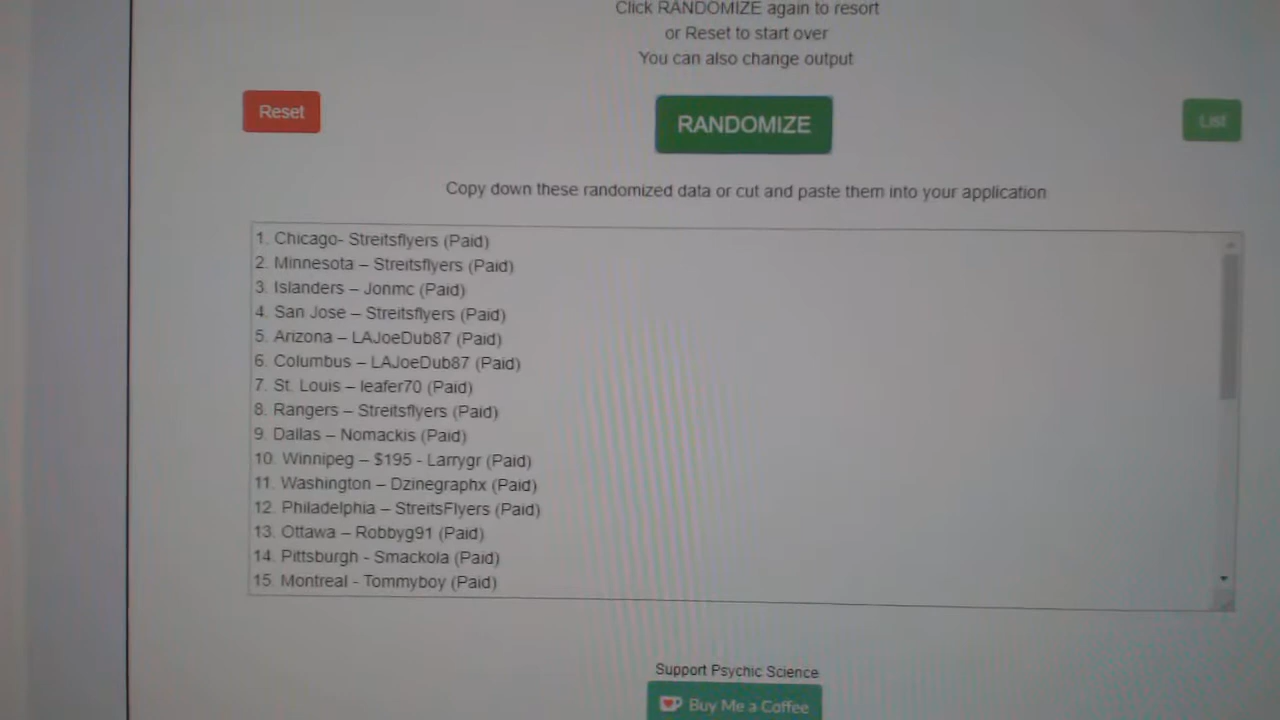 Click RANDOMIZE again to resort
or Reset to start over
You can also change output
Reset
RANDOMIZE
List
Copy down these randomized data or cut and paste them into your application
1. Chicago- Streitsflyers (Paid)
2. Minnesota – Streitsflyers (Paid)
3. Islanders – Jonmc (Paid)
4. San Jose – Streitsflyers (Paid)
5. Arizona – LAJoeDub87 (Paid)
6. Columbus – LAJoeDub87 (Paid)
7. St. Louis – leafer70 (Paid)
8. Rangers – Streitsflyers (Paid)
9. Dallas – Nomackis (Paid)
10. Winnipeg – $195 - Larrygr (Paid)
11. Washington – Dzinegraphx (Paid)
12. Philadelphia – StreitsFlyers (Paid)
13. Ottawa – Robbyg91 (Paid)
14. Pittsburgh - Smackola (Paid)
15. Montreal - Tommyboy (Paid)
Support Psychic Science
Buy Me a Coffee